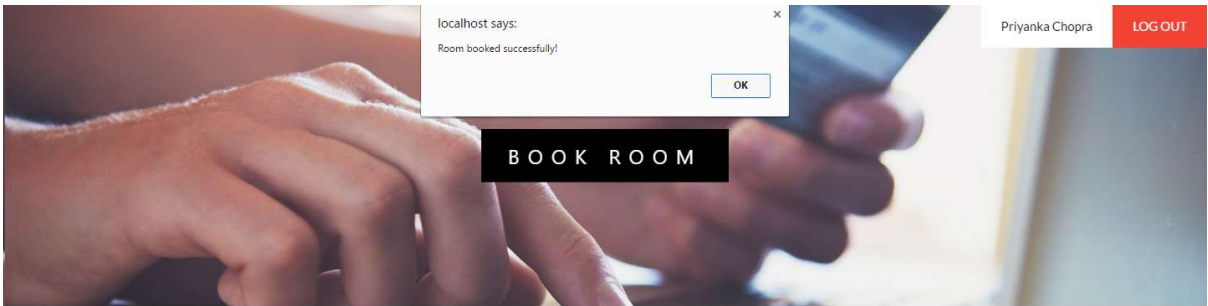 localhost says:
×
Room booked successfully!
OK
Priyanka Chopra
LOG OUT
BOOK ROOM